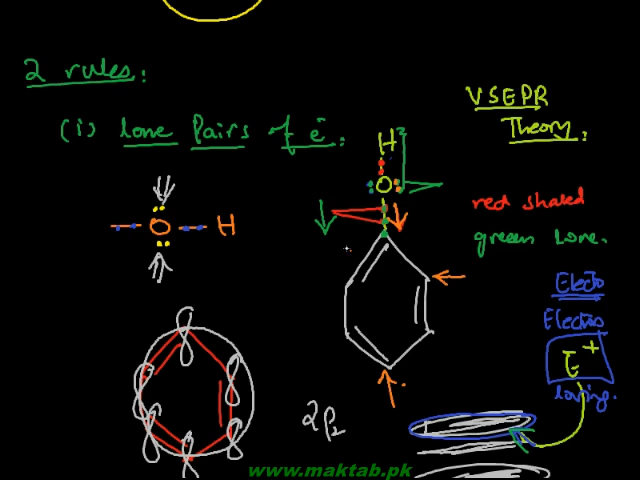 2 rules:
(i) Lone Pairs of ē.
VSEPR
Theory.
H
O
O H
red shared
green Lone.
Electo
Electro
E+
loving.
2Pz
www.maktab.pk